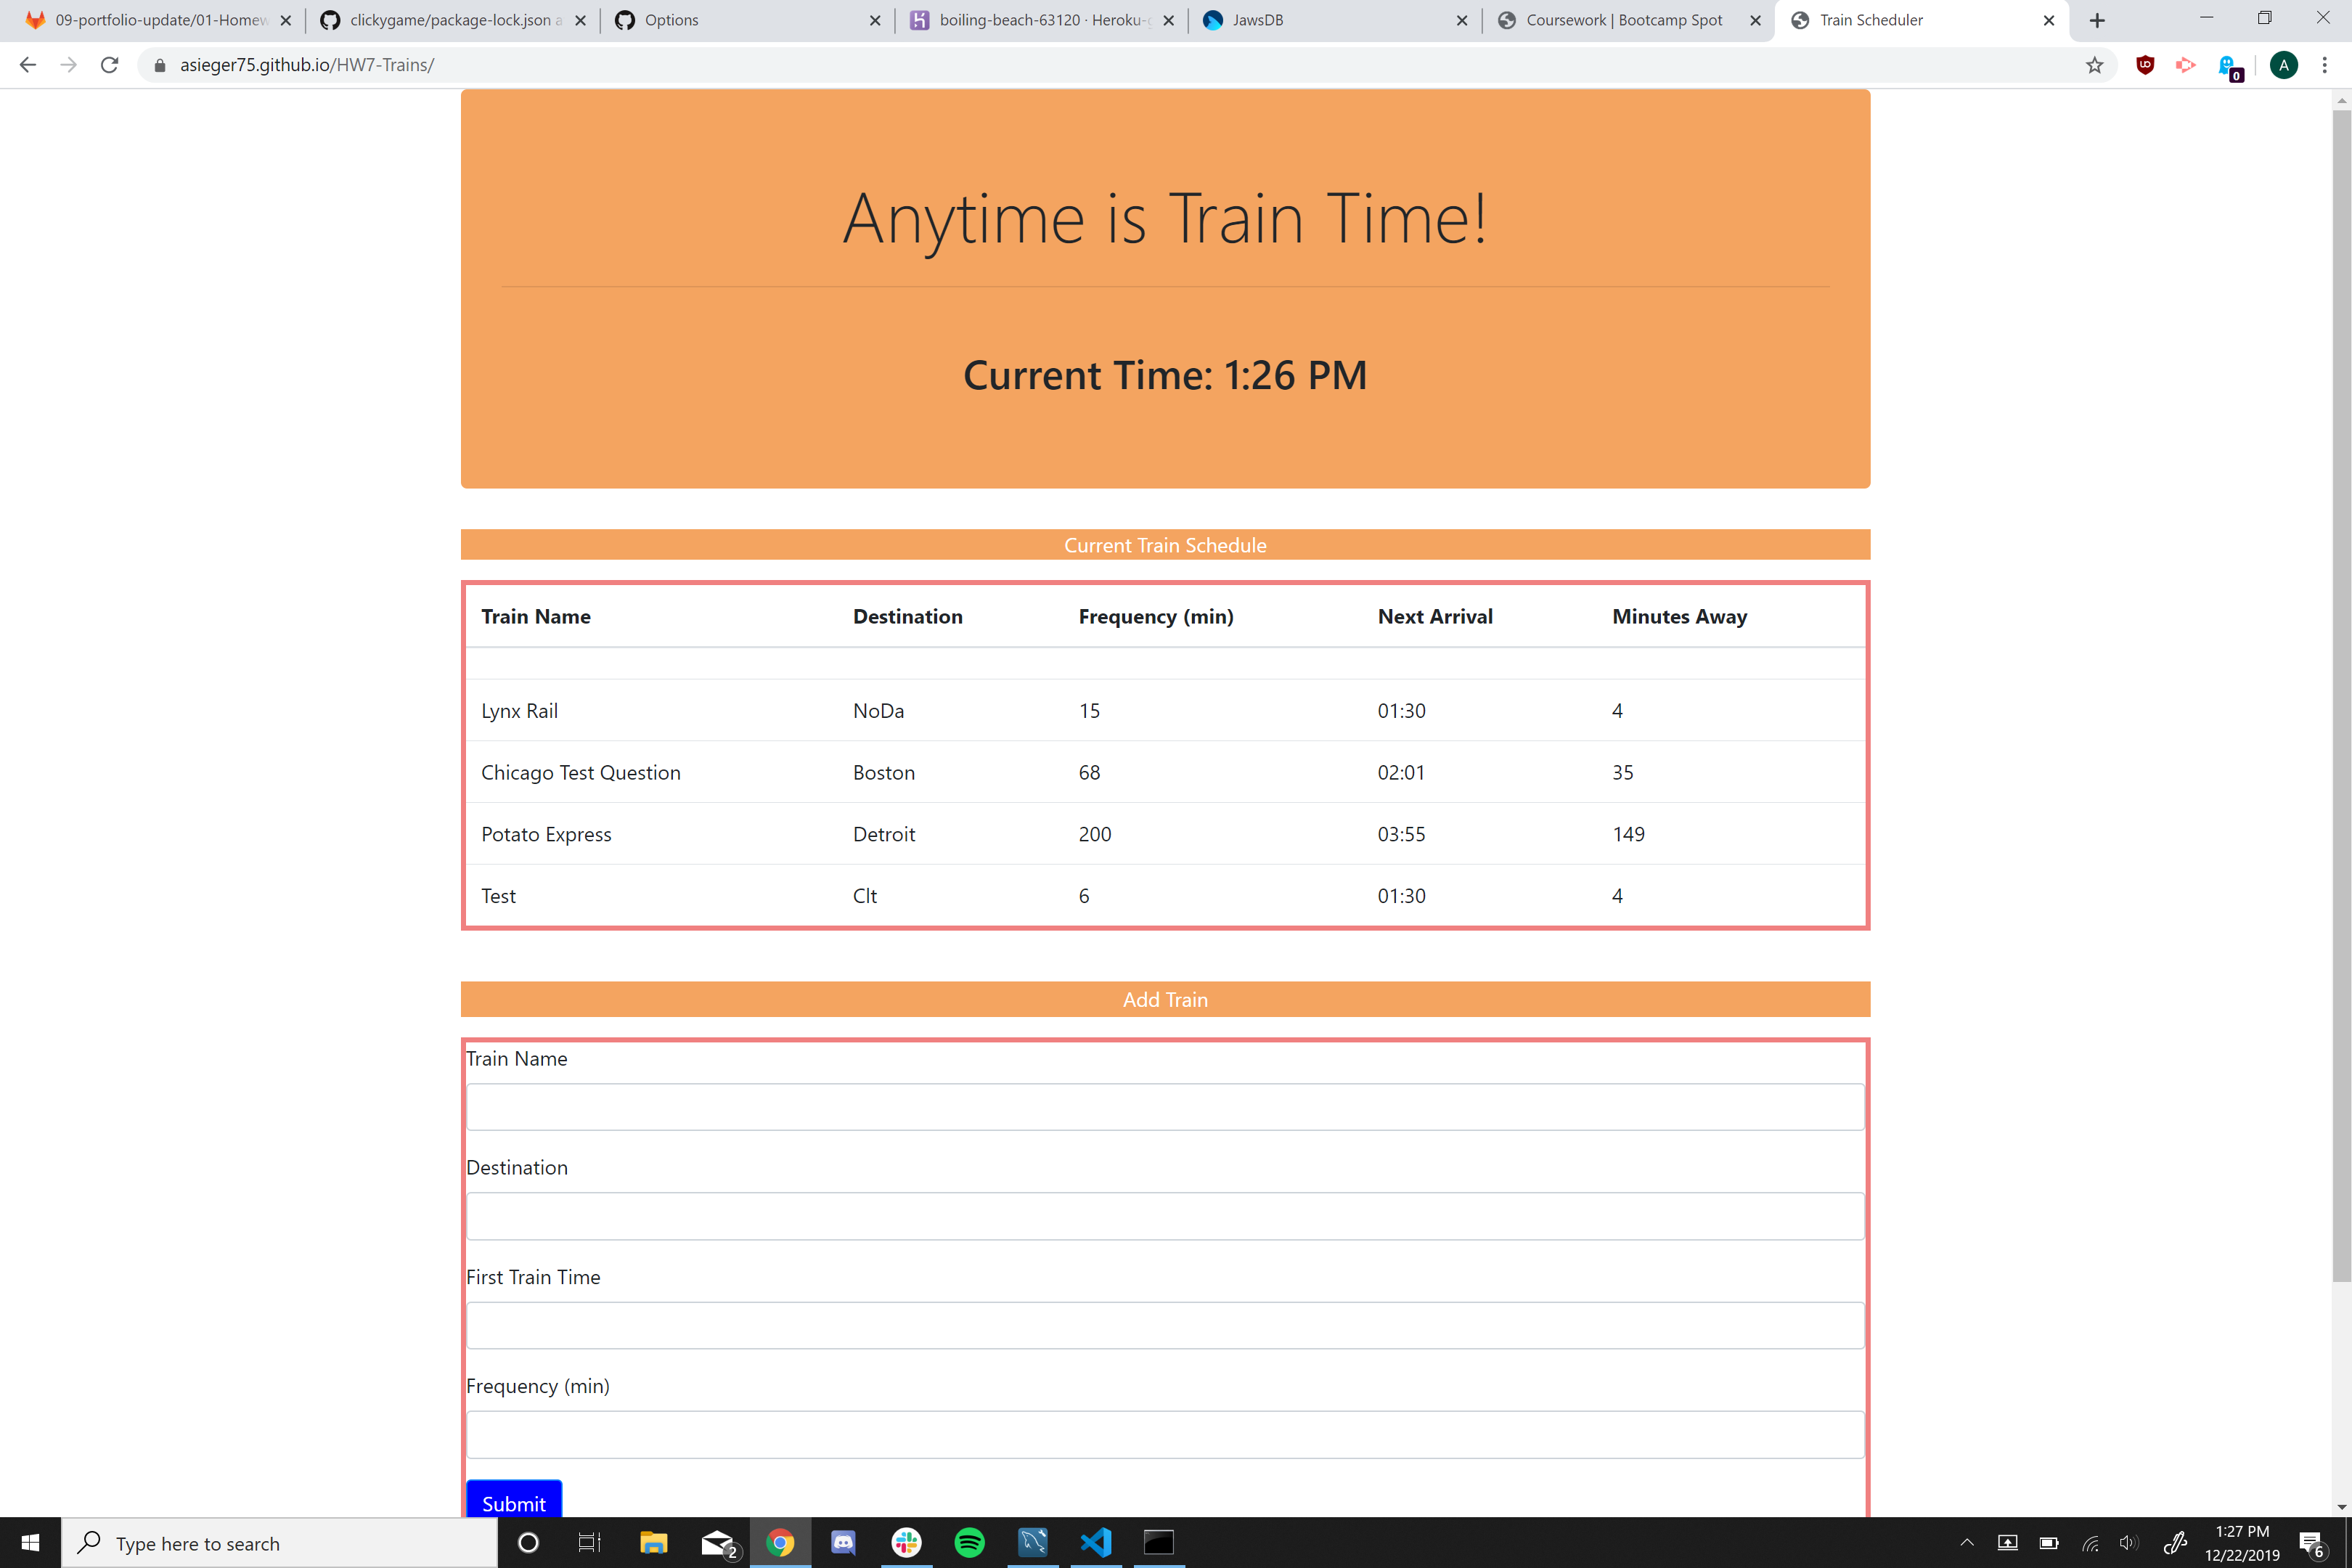 09-portfolio-update/01-Homew
clickygame/package-lock.json a
Options
boiling-beach-63120 · Heroku-
JawsDB
Coursework | Bootcamp Spot
Train Scheduler
asieger75.github.io/HW7-Trains/
0
A
Anytime is Train Time!
Current Time: 1:26 PM
Current Train Schedule
Train Name Destination Frequency (min) Next Arrival Minutes Away
Lynx Rail NoDa 15 01:30 4
Chicago Test Question Boston 68 02:01 35
Potato Express Detroit 200 03:55 149
Test Clt 6 01:30 4
Add Train
Train Name
Destination
First Train Time
Frequency (min)
Submit
Type here to search
2
1:27 PM
12/22/2019
6